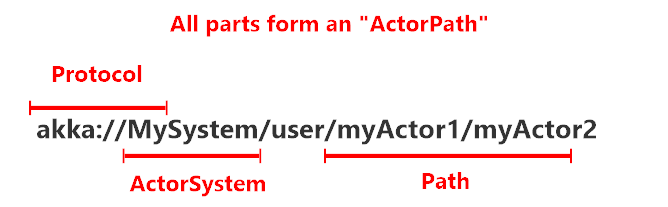 All parts form an "ActorPath"
Protocol
akka://MySystem/user/myActor1/myActor2
ActorSystem
Path